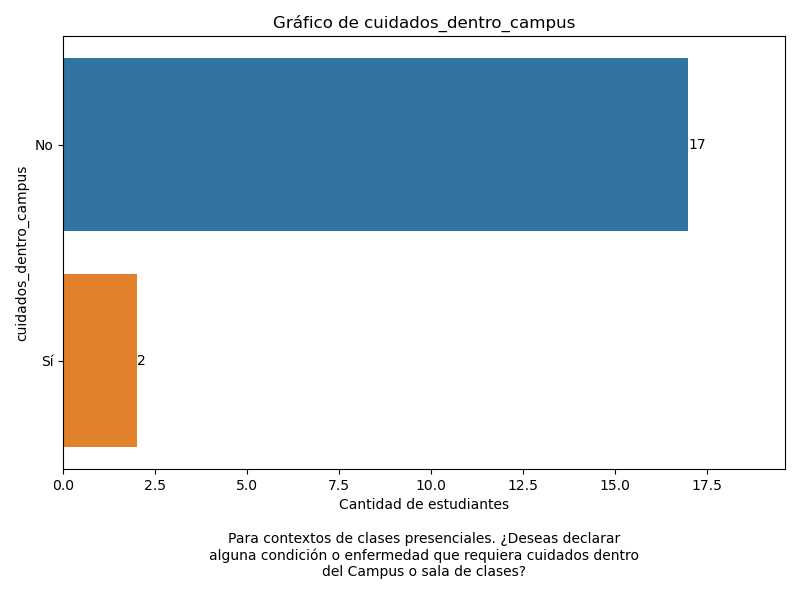 Gráfico de cuidados_dentro_campus
cuidados_dentro_campus
No
17
Sí
2
0.0 2.5 5.0 7.5 10.0 12.5 15.0 17.5
Cantidad de estudiantes
Para contextos de clases presenciales. ¿Deseas declarar
alguna condición o enfermedad que requiera cuidados dentro
del Campus o sala de clases?